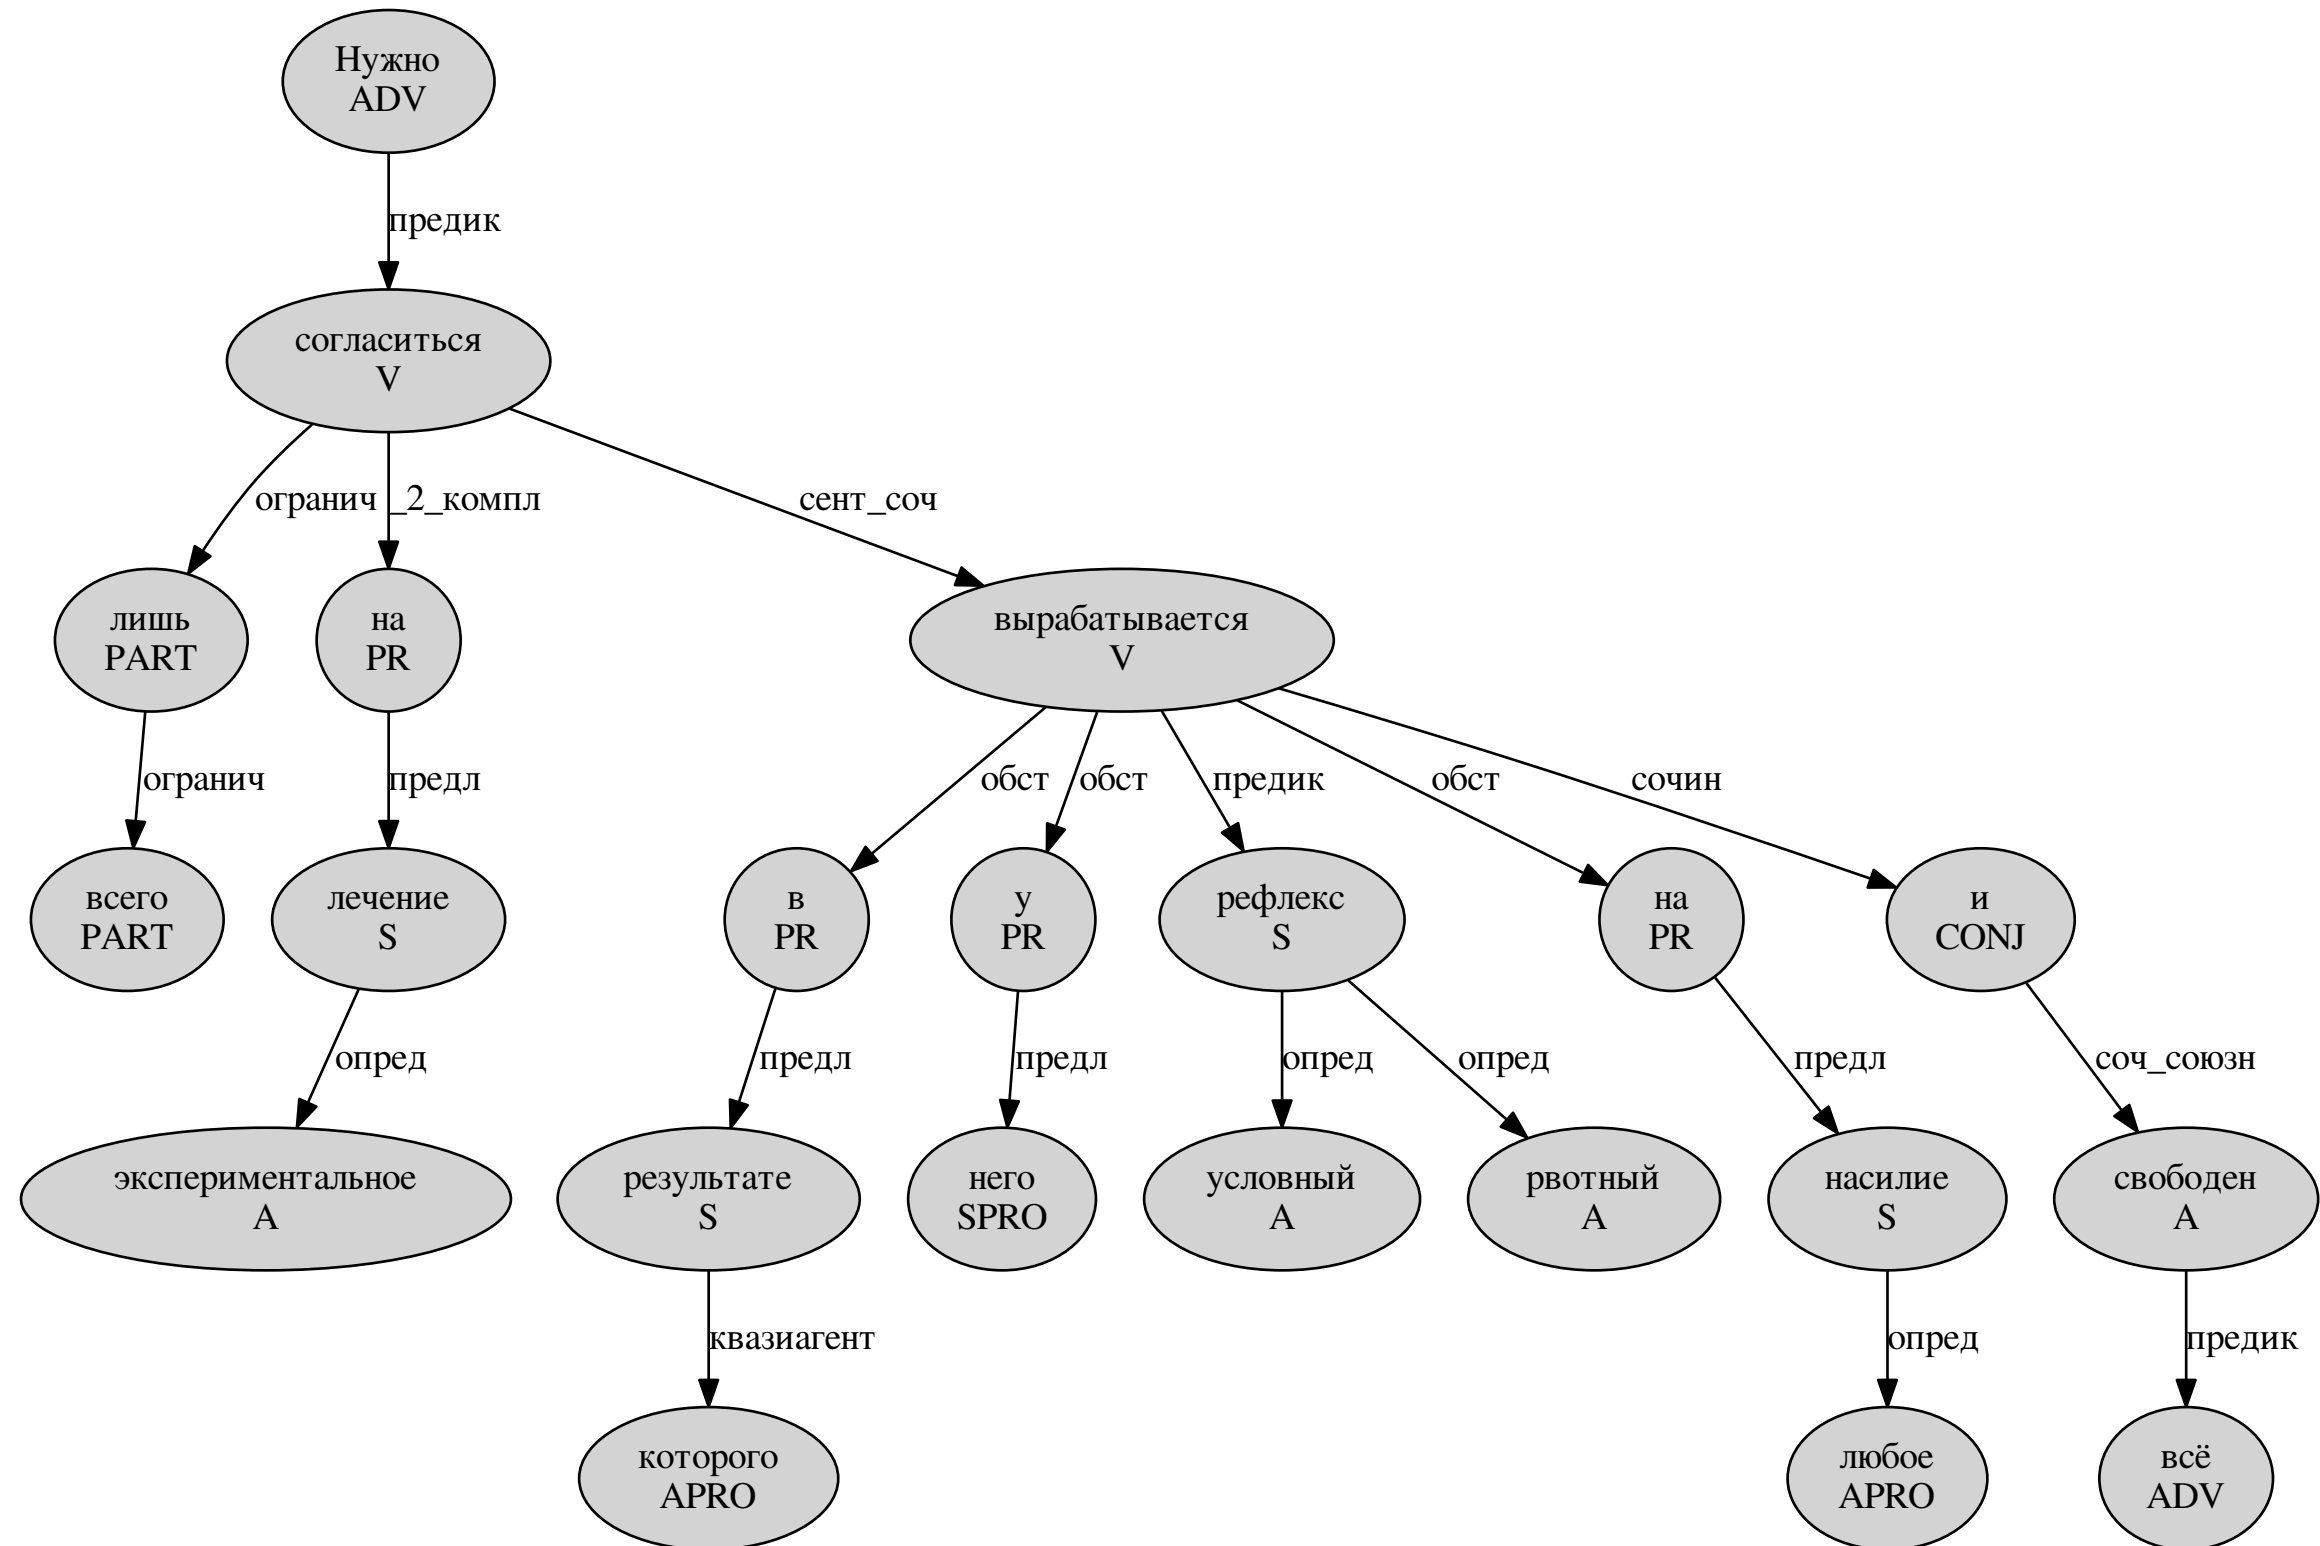 Нужно
ADV
предик
согласиться
V
огранич
_2_компл
сент_соч
лишь
PART
на
PR
вырабатывается
V
огранич
предл
обст
обст
предик
обст
сочин
всего
PART
лечение
S
в
PR
у
PR
рефлекс
S
на
PR
и
CONJ
опред
предл
предл
опред
опред
предл
соч_союзн
экспериментальное
A
результате
S
него
SPRO
условный
A
рвотный
A
насилие
S
свободен
A
квазиагент
опред
предик
которого
APRO
любое
APRO
всё
ADV